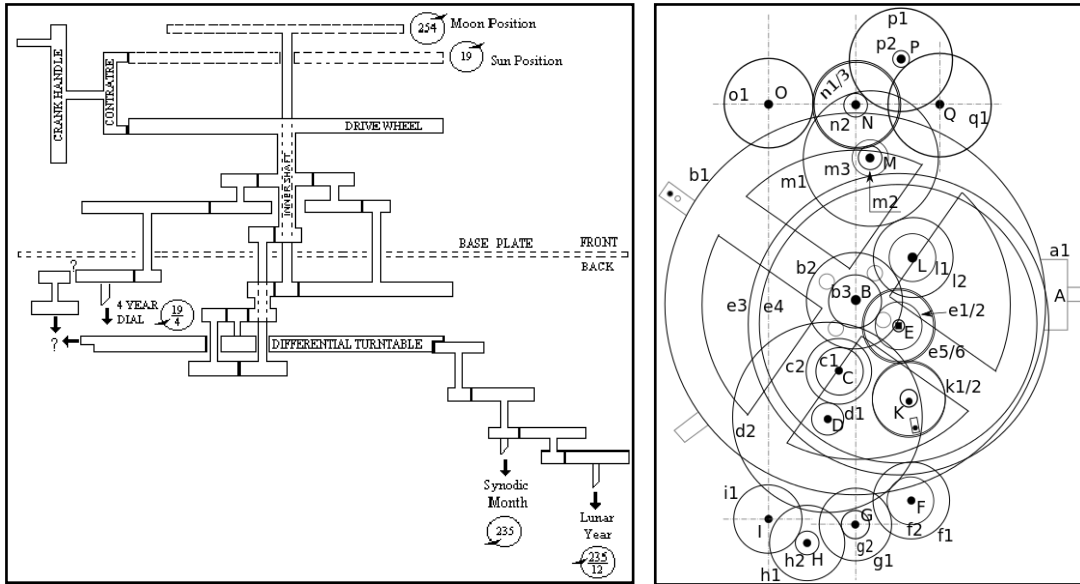 254
Moon Position
19
Sun Position
CRANK HANDLE
CONTRATRE
DRIVE WHEEL
INNER SHAFT
BASE PLATE
FRONT
BACK
?
4 YEAR
DIAL
19
4
?
DIFFERENTIAL TURNTABLE
Synodic
Month
235
Lunar
Year
235
12
p1
p2
P
o1
O
n1/3
n2
N
Q
q1
b1
m1
m3
M
m2
a1
A
b2
b3
B
L
l1
l2
e3
e4
e1/2
E
e5/6
c2
c1
C
k1/2
K
D
d1
d2
i1
I
G
F
f2
f1
h2
H
g2
g1
h1